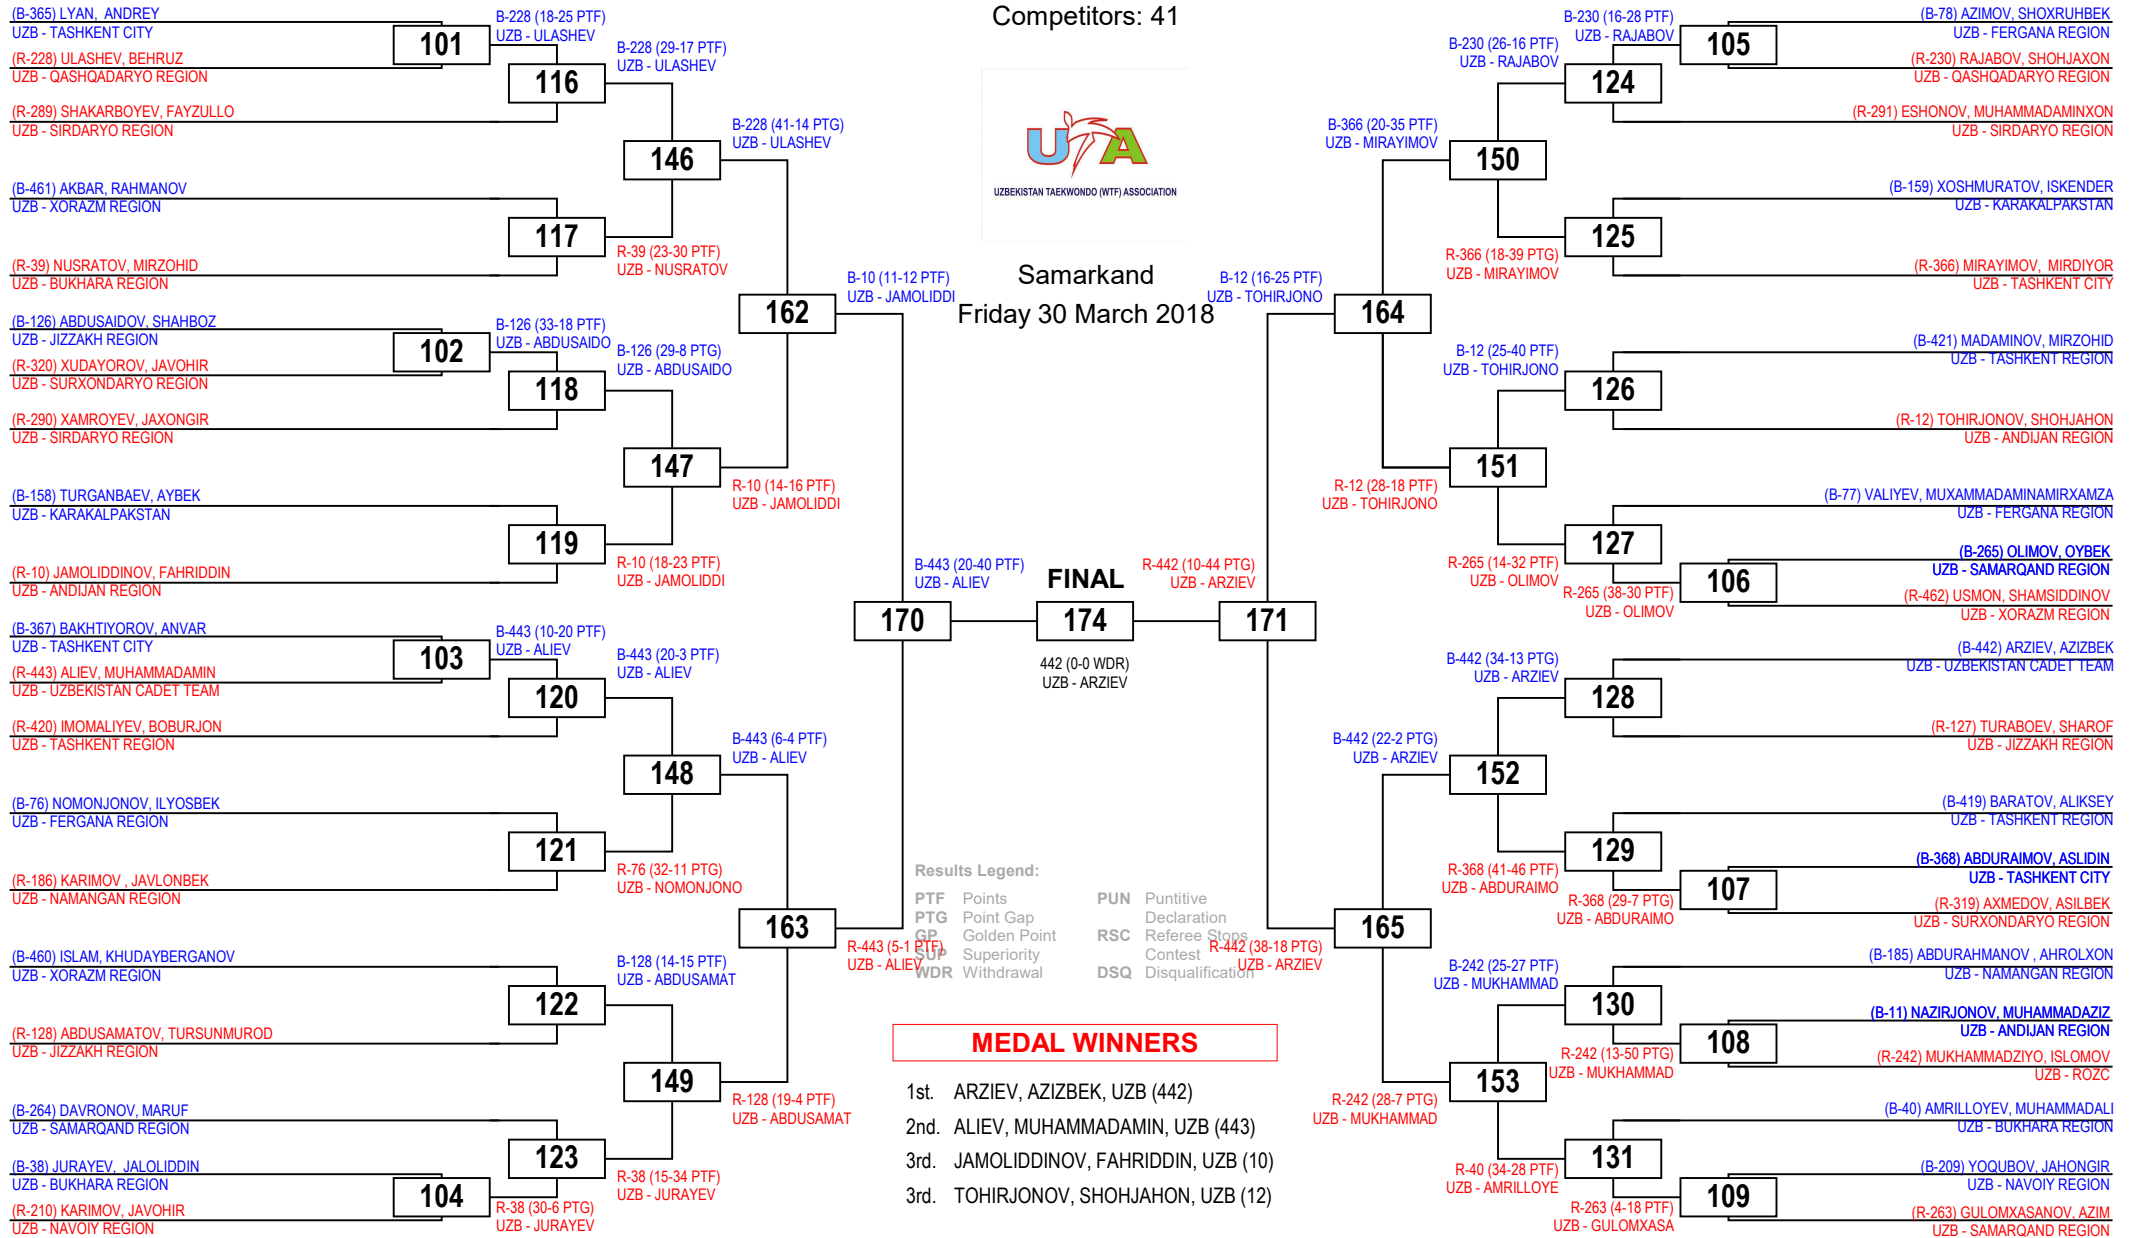 Competitors: 41
UTA
UZBEKISTAN TAEKWONDO (WTF) ASSOCIATION
Samarkand
Friday 30 March 2018
(B-365) LYAN, ANDREY
UZB - TASHKENT CITY
(R-228) ULASHEV, BEHRUZ
UZB - QASHQADARYO REGION
(R-289) SHAKARBOYEV, FAYZULLO
UZB - SIRDARYO REGION
(B-461) AKBAR, RAHMANOV
UZB - XORAZM REGION
(R-39) NUSRATOV, MIRZOHID
UZB - BUKHARA REGION
(B-126) ABDUSAIDOV, SHAHBOZ
UZB - JIZZAKH REGION
(R-320) XUDAYOROV, JAVOHIR
UZB - SURXONDARYO REGION
(R-290) XAMROYEV, JAXONGIR
UZB - SIRDARYO REGION
(B-158) TURGANBAEV, AYBEK
UZB - KARAKALPAKSTAN
(R-10) JAMOLIDDINOV, FAHRIDDIN
UZB - ANDIJAN REGION
(B-367) BAKHTIYOROV, ANVAR
UZB - TASHKENT CITY
(R-443) ALIEV, MUHAMMADAMIN
UZB - UZBEKISTAN CADET TEAM
(R-420) IMOMALIYEV, BOBURJON
UZB - TASHKENT REGION
(B-76) NOMONJONOV, ILYOSBEK
UZB - FERGANA REGION
(R-186) KARIMOV , JAVLONBEK
UZB - NAMANGAN REGION
(B-460) ISLAM, KHUDAYBERGANOV
UZB - XORAZM REGION
(R-128) ABDUSAMATOV, TURSUNMUROD
UZB - JIZZAKH REGION
(B-264) DAVRONOV, MARUF
UZB - SAMARQAND REGION
(B-38) JURAYEV, JALOLIDDIN
UZB - BUKHARA REGION
(R-210) KARIMOV, JAVOHIR
UZB - NAVOIY REGION
101
102
103
104
B-228 (18-25 PTF)
UZB - ULASHEV
B-126 (33-18 PTF)
UZB - ABDUSAIDO
B-443 (10-20 PTF)
UZB - ALIEV
R-38 (30-6 PTG)
UZB - JURAYEV
116
117
118
119
120
121
122
123
B-228 (29-17 PTF)
UZB - ULASHEV
R-39 (23-30 PTF)
UZB - NUSRATOV
B-126 (29-8 PTG)
UZB - ABDUSAIDO
R-10 (18-23 PTF)
UZB - JAMOLIDDI
B-443 (20-3 PTF)
UZB - ALIEV
R-76 (32-11 PTG)
UZB - NOMONJONO
B-128 (14-15 PTF)
UZB - ABDUSAMAT
R-38 (15-34 PTF)
UZB - JURAYEV
146
147
148
149
B-228 (41-14 PTG)
UZB - ULASHEV
R-10 (14-16 PTF)
UZB - JAMOLIDDI
B-443 (6-4 PTF)
UZB - ALIEV
R-128 (19-4 PTF)
UZB - ABDUSAMAT
162
163
B-10 (11-12 PTF)
UZB - JAMOLIDDI
R-443 (5-1 PTF)
UZB - ALIEV
170
B-443 (20-40 PTF)
UZB - ALIEV
FINAL
174
442 (0-0 WDR)
UZB - ARZIEV
R-442 (10-44 PTG)
UZB - ARZIEV
171
B-12 (16-25 PTF)
UZB - TOHIRJONO
R-442 (38-18 PTG)
UZB - ARZIEV
164
165
B-366 (20-35 PTF)
UZB - MIRAYIMOV
R-12 (28-18 PTF)
UZB - TOHIRJONO
B-442 (22-2 PTG)
UZB - ARZIEV
R-242 (28-7 PTG)
UZB - MUKHAMMAD
150
151
152
153
B-230 (26-16 PTF)
UZB - RAJABOV
R-366 (18-39 PTG)
UZB - MIRAYIMOV
B-12 (25-40 PTF)
UZB - TOHIRJONO
R-265 (14-32 PTF)
UZB - OLIMOV
B-442 (34-13 PTG)
UZB - ARZIEV
R-368 (41-46 PTF)
UZB - ABDURAIMO
B-242 (25-27 PTF)
UZB - MUKHAMMAD
R-40 (34-28 PTF)
UZB - AMRILLOYE
124
125
126
127
128
129
130
131
B-230 (16-28 PTF)
UZB - RAJABOV
R-265 (38-30 PTF)
UZB - OLIMOV
R-368 (29-7 PTG)
UZB - ABDURAIMO
R-242 (13-50 PTG)
UZB - MUKHAMMAD
R-263 (4-18 PTF)
UZB - GULOMXASA
105
106
107
108
109
(B-78) AZIMOV, SHOXRUHBEK
UZB - FERGANA REGION
(R-230) RAJABOV, SHOHJAXON
UZB - QASHQADARYO REGION
(R-291) ESHONOV, MUHAMMADAMINXON
UZB - SIRDARYO REGION
(B-159) XOSHMURATOV, ISKENDER
UZB - KARAKALPAKSTAN
(R-366) MIRAYIMOV, MIRDIYOR
UZB - TASHKENT CITY
(B-421) MADAMINOV, MIRZOHID
UZB - TASHKENT REGION
(R-12) TOHIRJONOV, SHOHJAHON
UZB - ANDIJAN REGION
(B-77) VALIYEV, MUXAMMADAMINAMIRXAMZA
UZB - FERGANA REGION
(B-265) OLIMOV, OYBEK
UZB - SAMARQAND REGION
(R-462) USMON, SHAMSIDDINOV
UZB - XORAZM REGION
(B-442) ARZIEV, AZIZBEK
UZB - UZBEKISTAN CADET TEAM
(R-127) TURABOEV, SHAROF
UZB - JIZZAKH REGION
(B-419) BARATOV, ALIKSEY
UZB - TASHKENT REGION
(B-368) ABDURAIMOV, ASLIDIN
UZB - TASHKENT CITY
(R-319) AXMEDOV, ASILBEK
UZB - SURXONDARYO REGION
(B-185) ABDURAHMANOV , AHROLXON
UZB - NAMANGAN REGION
(B-11) NAZIRJONOV, MUHAMMADAZIZ
UZB - ANDIJAN REGION
(R-242) MUKHAMMADZIYO, ISLOMOV
UZB - ROZC
(B-40) AMRILLOYEV, MUHAMMADALI
UZB - BUKHARA REGION
(B-209) YOQUBOV, JAHONGIR
UZB - NAVOIY REGION
(R-263) GULOMXASANOV, AZIM
UZB - SAMARQAND REGION
Results Legend:
PTF Points
PTG Point Gap
GP Golden Point
SUP Superiority
WDR Withdrawal
PUN Puntitive
Declaration
RSC Referee Stops
Contest
DSQ Disqualification
MEDAL WINNERS
1st. ARZIEV, AZIZBEK, UZB (442)
2nd. ALIEV, MUHAMMADAMIN, UZB (443)
3rd. JAMOLIDDINOV, FAHRIDDIN, UZB (10)
3rd. TOHIRJONOV, SHOHJAHON, UZB (12)